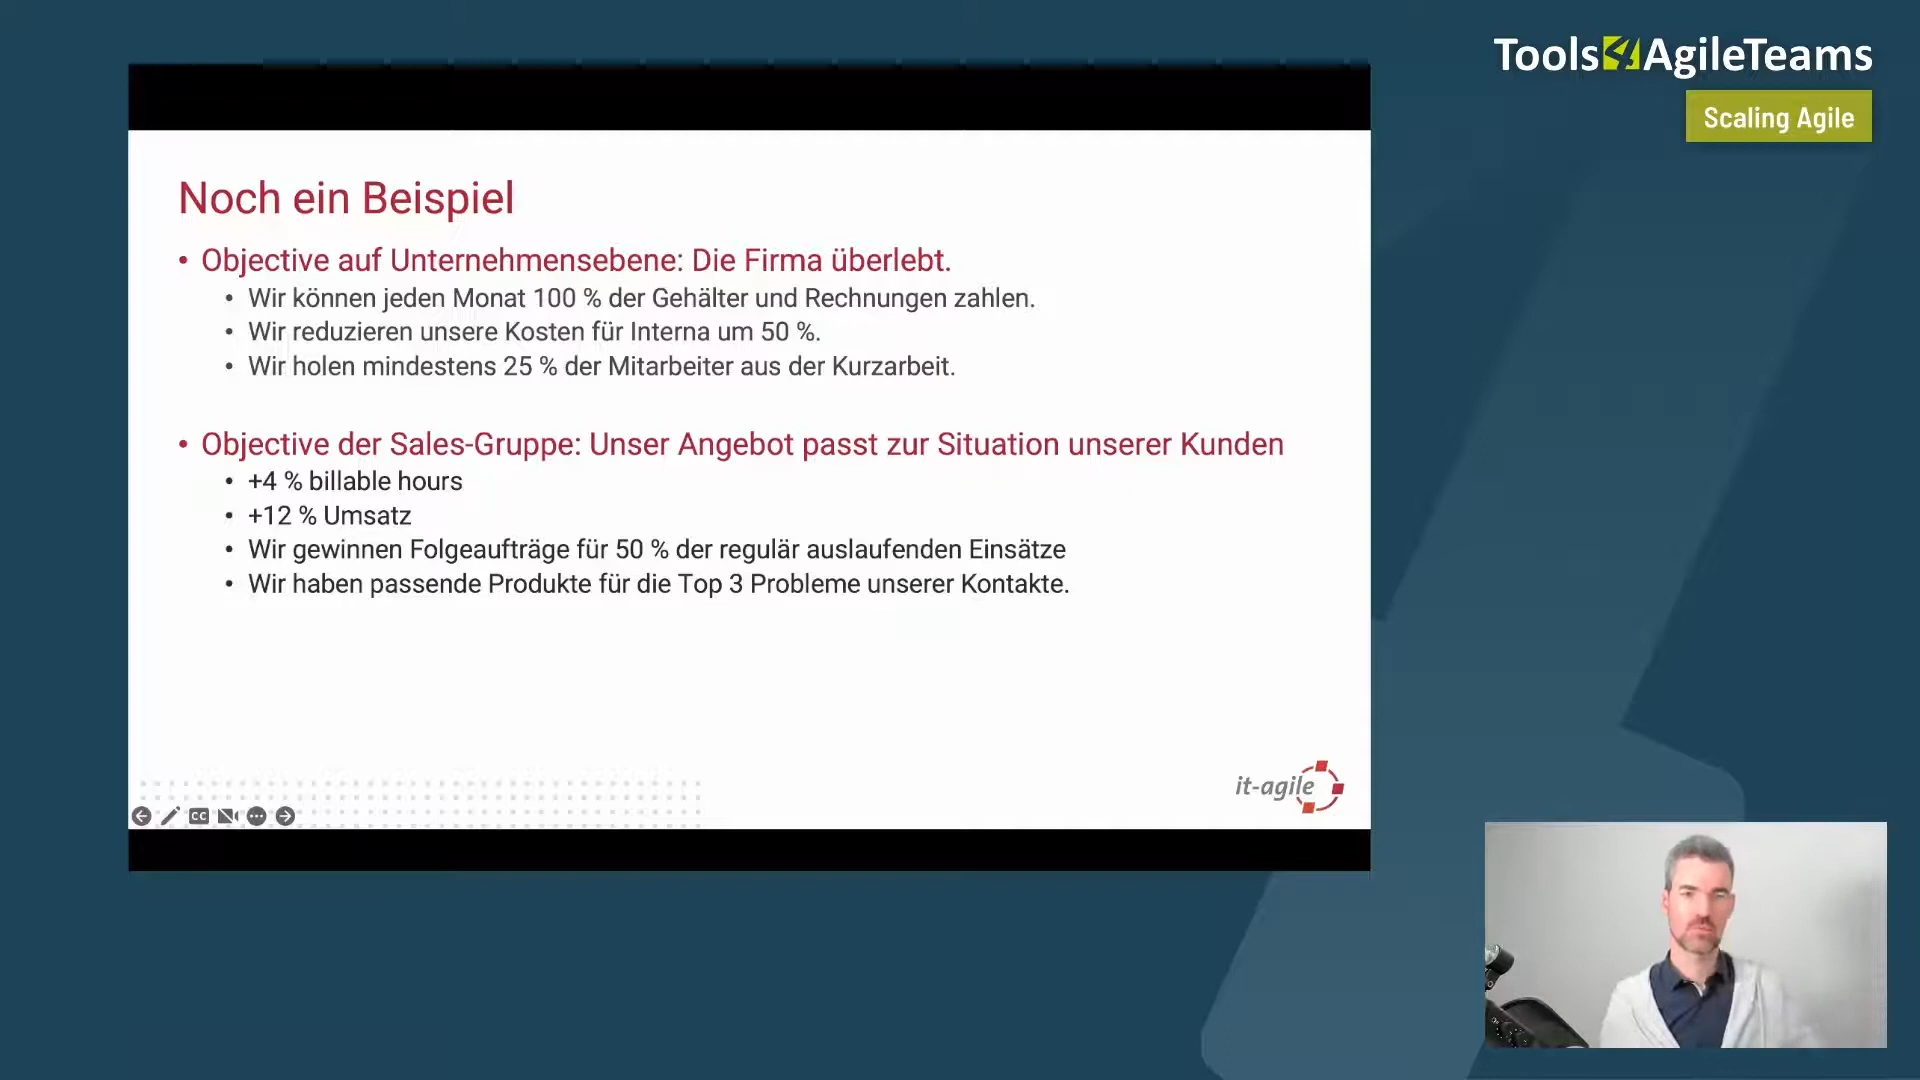 Tools4AgileTeams
Scaling Agile
Noch ein Beispiel
• Objective auf Unternehmensebene: Die Firma überlebt.
• Wir können jeden Monat 100 % der Gehälter und Rechnungen zahlen.
• Wir reduzieren unsere Kosten für Interna um 50 %.
• Wir holen mindestens 25 % der Mitarbeiter aus der Kurzarbeit.
• Objective der Sales-Gruppe: Unser Angebot passt zur Situation unserer Kunden
• +4 % billable hours
• +12 % Umsatz
• Wir gewinnen Folgeaufträge für 50 % der regulär auslaufenden Einsätze
• Wir haben passende Produkte für die Top 3 Probleme unserer Kontakte.
it-agile
CC